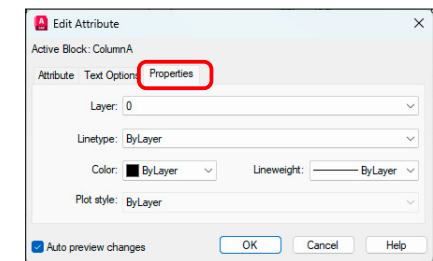 Edit Attribute
Active Block: ColumnA
Attribute Text Options Properties
Layer: 0
Linetype: ByLayer
Color: ByLayer Lineweight: ByLayer
Plot style: ByLayer
Auto preview changes OK Cancel Help